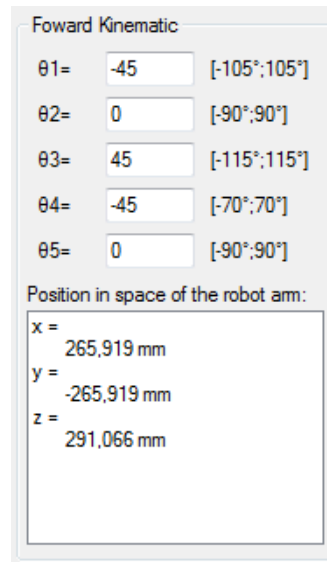 Foward Kinematic
θ1= -45 [-105°;105°]
θ2= 0 [-90°;90°]
θ3= 45 [-115°;115°]
θ4= -45 [-70°;70°]
θ5= 0 [-90°;90°]
Position in space of the robot arm:
x =
265,919 mm
y =
-265,919 mm
z =
291,066 mm